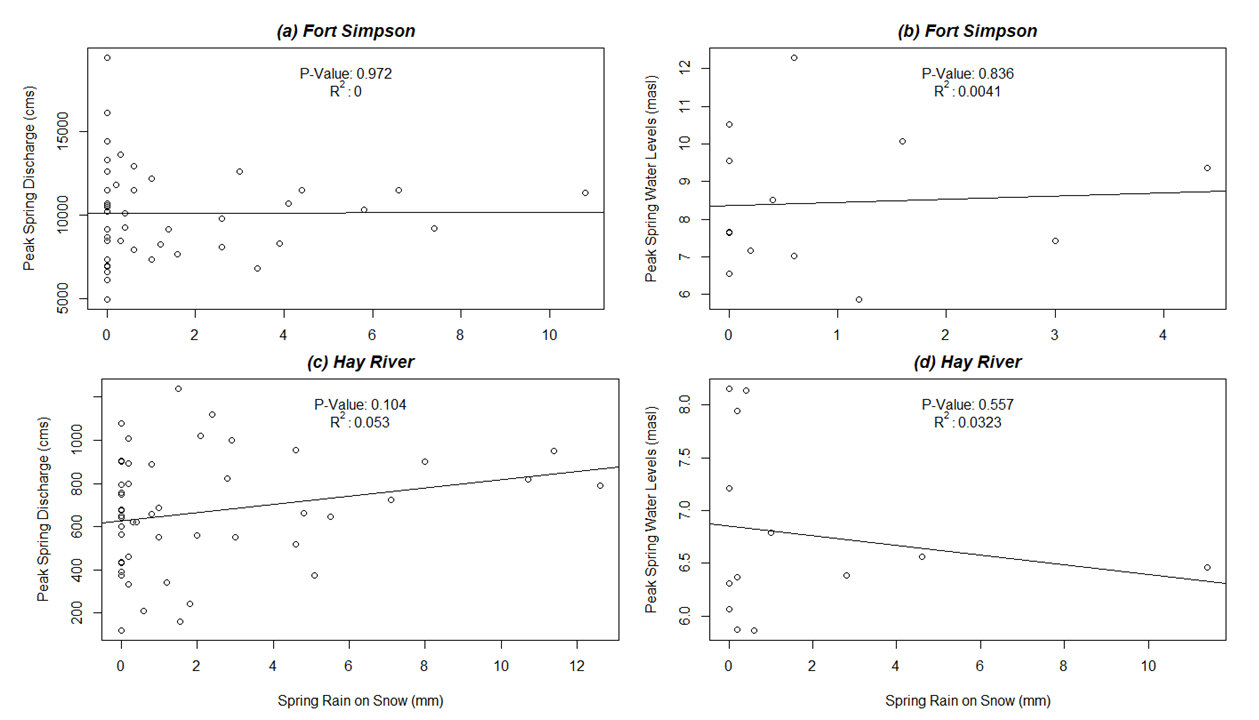 (a) Fort Simpson
P-Value: 0.972
R2: 0
Peak Spring Discharge (cms)
15000
10000
5000
0 2 4 6 8 10
(b) Fort Simpson
P-Value: 0.836
R2: 0.0041
Peak Spring Water Levels (masl)
12
11
10
9
8
7
6
0 1 2 3 4
(c) Hay River
P-Value: 0.104
R2: 0.053
Peak Spring Discharge (cms)
1000
800
600
400
200
0 2 4 6 8 10 12
Spring Rain on Snow (mm)
(d) Hay River
P-Value: 0.557
R2: 0.0323
Peak Spring Water Levels (masl)
8.0
7.5
7.0
6.5
6.0
0 2 4 6 8 10
Spring Rain on Snow (mm)